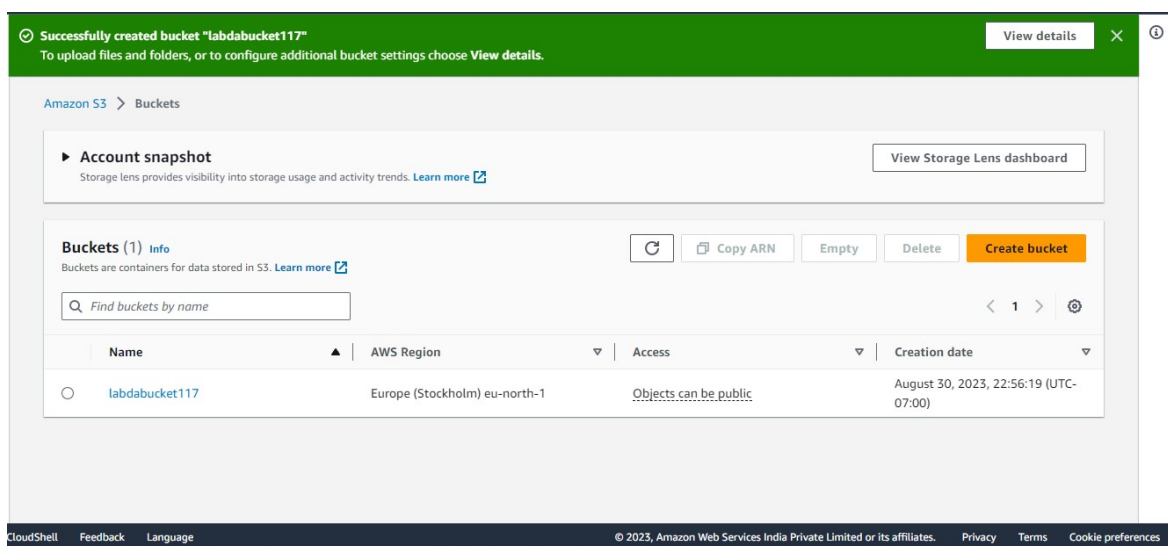 Successfully created bucket "labdabucket117"
To upload files and folders, or to configure additional bucket settings choose View details.
View details
Amazon S3 > Buckets
Account snapshot
Storage lens provides visibility into storage usage and activity trends. Learn more
View Storage Lens dashboard
Buckets (1) Info
Buckets are containers for data stored in S3. Learn more
Copy ARN
Empty
Delete
Create bucket
Find buckets by name
1
Name
AWS Region
Access
Creation date
labdabucket117
Europe (Stockholm) eu-north-1
Objects can be public
August 30, 2023, 22:56:19 (UTC-
07:00)
CloudShell Feedback Language
© 2023, Amazon Web Services India Private Limited or its affiliates. Privacy Terms Cookie preferences